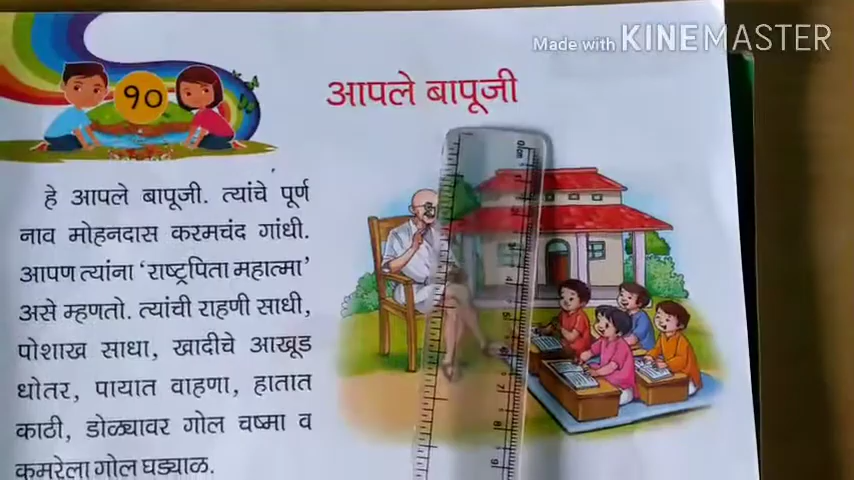 Made with KINEMASTER
१०
आपले बापूजी
हे आपले बापूजी. त्यांचे पूर्ण
नाव मोहनदास करमचंद गांधी.
आपण त्यांना 'राष्ट्रपिता महात्मा'
असे म्हणतो. त्यांची राहणी साधी,
पोशाख साधा, खादीचे आखूड
धोतर, पायात वाहणा, हातात
काठी, डोळ्यावर गोल चष्मा व
कमरेला गोल घड्याळ.